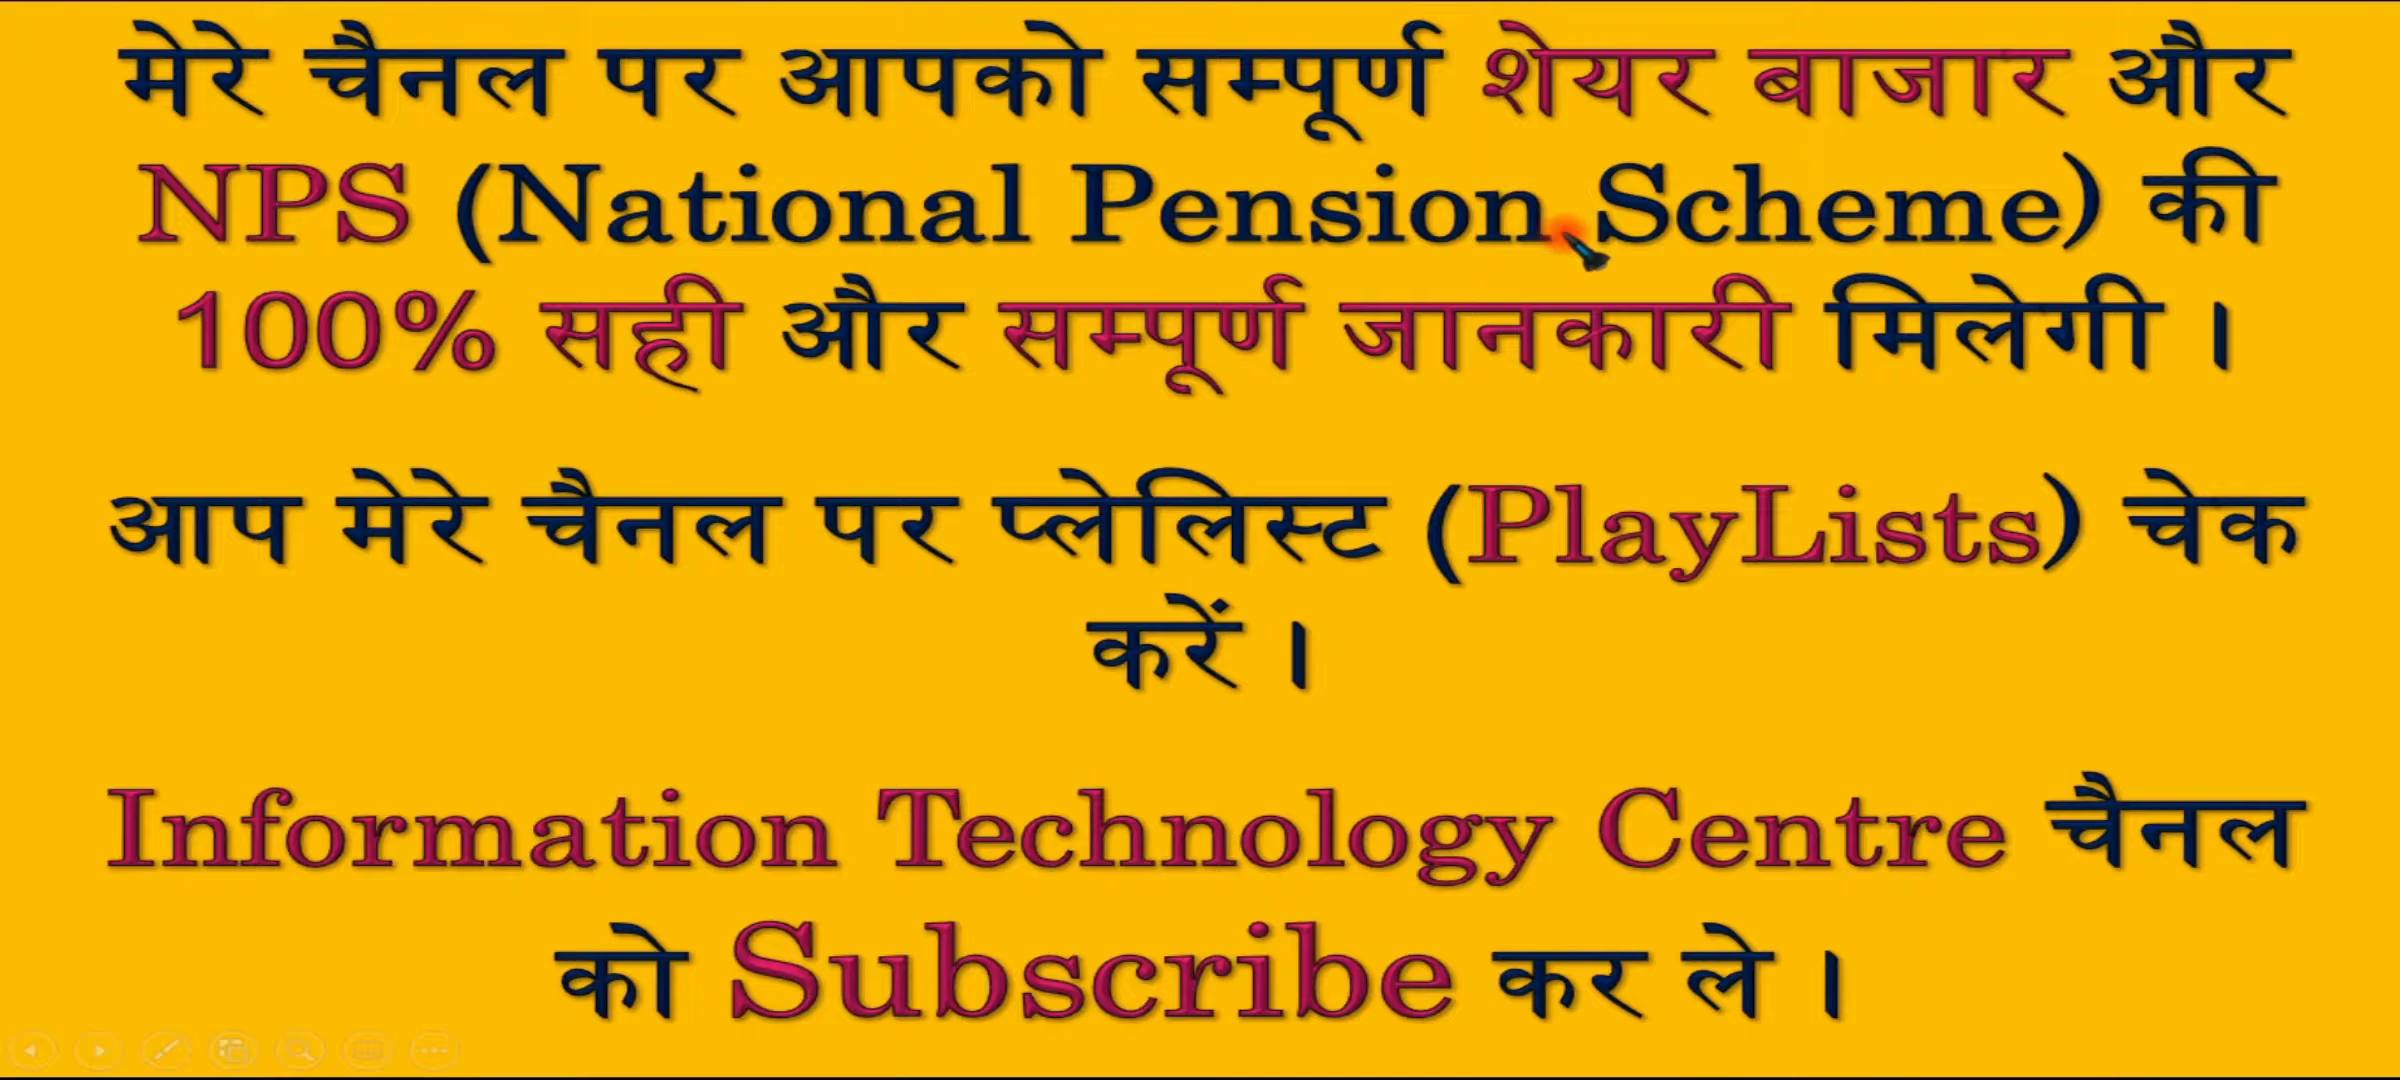 मेरे चैनल पर आपको सम्पूर्ण शेयर बाजार और
NPS (National Pension Scheme) की
100% सही और सम्पूर्ण जानकारी मिलेगी ।
आप मेरे चैनल पर प्लेलिस्ट (PlayLists) चेक
करें ।
Information Technology Centre चैनल
को Subscribe कर ले ।